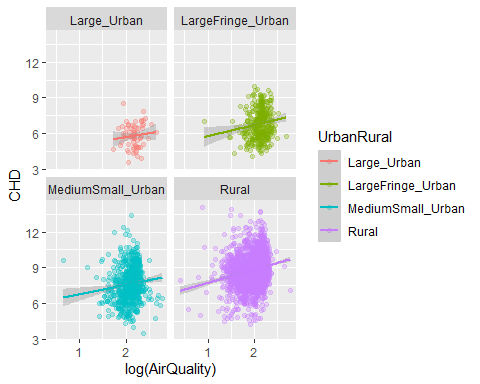 Large_Urban
LargeFringe_Urban
12
9
6
3
MediumSmall_Urban
Rural
12
9
6
3
1
2
1
2
CHD
log(AirQuality)
UrbanRural
Large_Urban
LargeFringe_Urban
MediumSmall_Urban
Rural